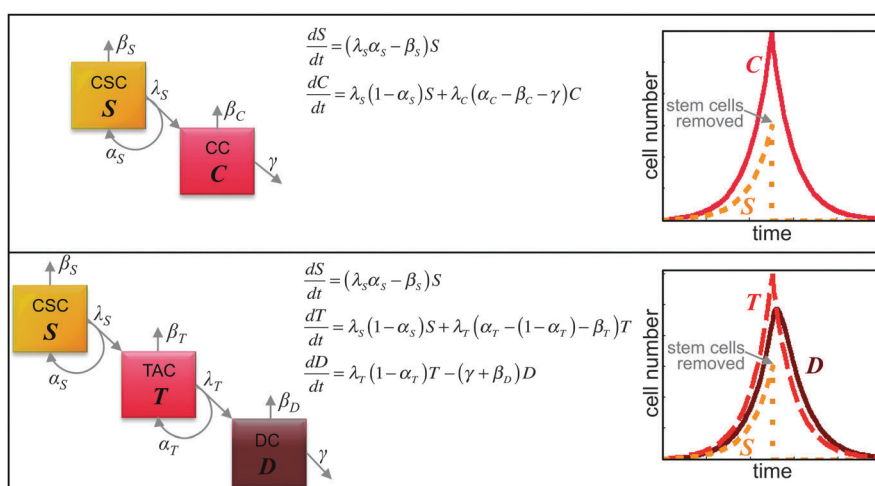 β_S
CSC
S
λ_S
α_S
β_C
CC
C
γ
dS/dt = (λ_S α_S − β_S)S
dC/dt = λ_S(1−α_S)S + λ_C(α_C − β_C − γ)C
cell number
C
stem cells
removed
S
time
β_S
CSC
S
λ_S
α_S
β_T
TAC
T
λ_T
α_T
β_D
DC
D
γ
dS/dt = (λ_S α_S − β_S)S
dT/dt = λ_S(1−α_S)S + λ_T(α_T − (1−α_T) − β_T)T
dD/dt = λ_T(1−α_T)T − (γ + β_D)D
cell number
T
stem cells
removed
D
S
time